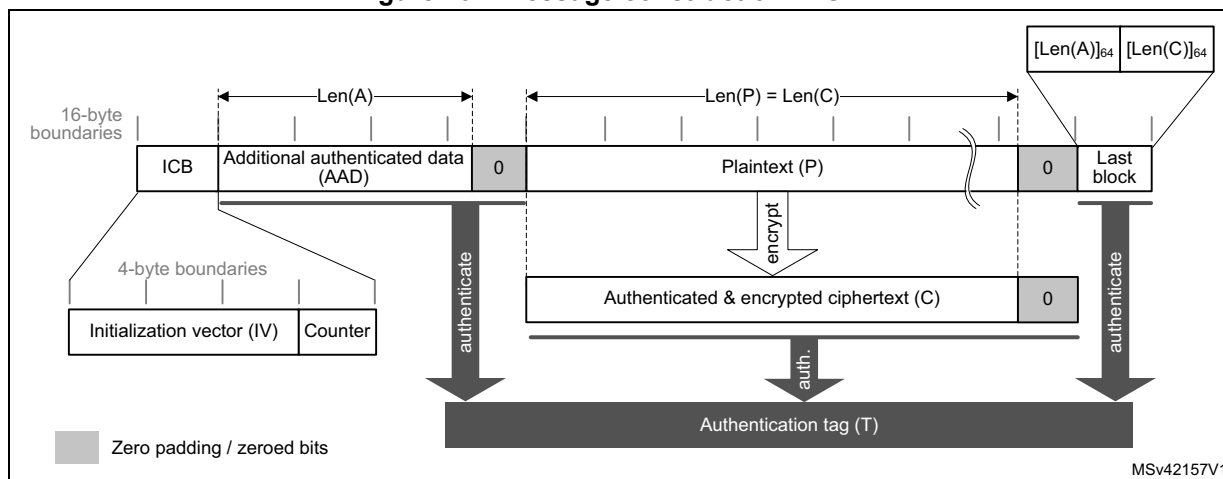 [Len(A)]64 [Len(C)]64
Len(A)
Len(P) = Len(C)
16-byte
boundaries
ICB
Additional authenticated data
(AAD)
0
Plaintext (P)
0
Last
block
encrypt
4-byte boundaries
authenticate
Authenticated & encrypted ciphertext (C)
0
authenticate
Initialization vector (IV)
Counter
auth.
Authentication tag (T)
Zero padding / zeroed bits
MSv42157V1